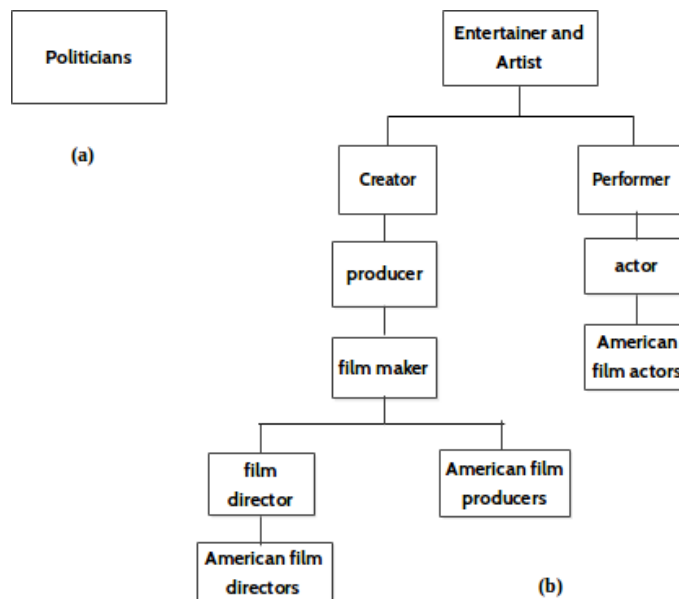 Politicians
(a)
Entertainer and
Artist
Creator
Performer
producer
actor
film maker
American
film actors
film
director
American film
producers
American film
directors
(b)